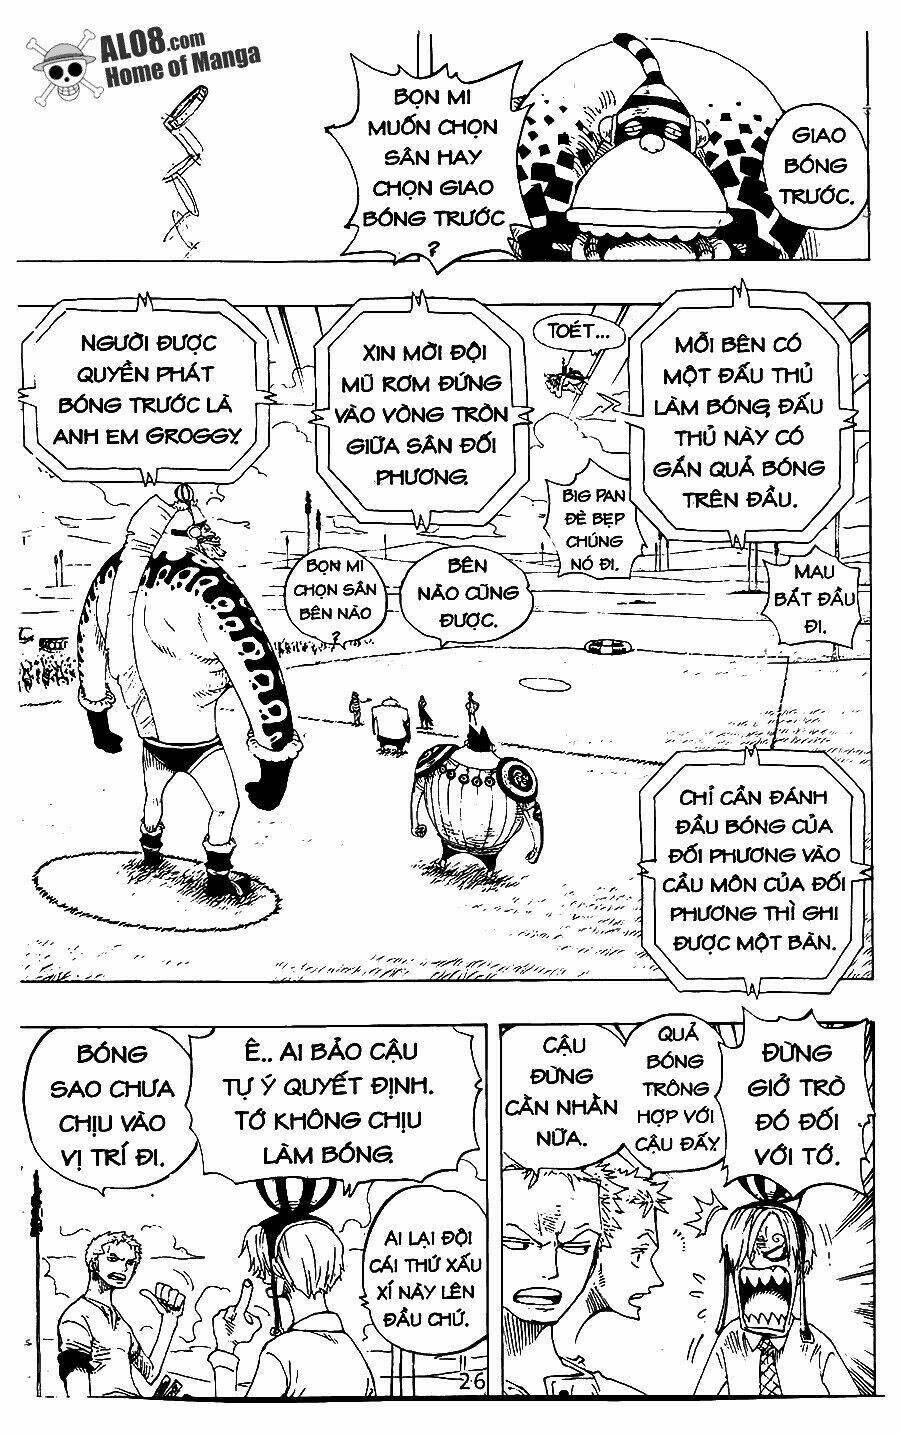 AL08.com
Home of Manga
GIAO
BÓNG
TRƯỚC.
BỌN MI
MUỐN CHỌN
SÂN HAY
CHỌN GIAO
BÓNG TRƯỚC
?
MỖI BÊN CÓ
MỘT ĐẤU THỦ
LÀM BÓNG, ĐẤU
THỦ NÀY CÓ
GẮN QUẢ BÓNG
TRÊN ĐẦU.
TOÉT...
XIN MỜI ĐỘI
MŨ RƠM ĐỨNG
VÀO VÒNG TRÒN
GIỮA SÂN ĐỐI
PHƯƠNG.
NGƯỜI ĐƯỢC
QUYỀN PHÁT
BÓNG TRƯỚC LÀ
ANH EM GROGGY.
BIG PAN
ĐÈ BẸP
CHÚNG
NÓ ĐI.
MAU
BẮT ĐẦU
ĐI.
BÊN
NÀO CŨNG
ĐƯỢC.
BỌN MI
CHỌN SÂN
BÊN NÀO
?
CHỈ CẦN ĐÁNH
ĐẦU BÓNG CỦA
ĐỐI PHƯƠNG VÀO
CẦU MÔN CỦA ĐỐI
PHƯƠNG THÌ GHI
ĐƯỢC MỘT BÀN.
ĐỪNG
GIỞ TRÒ
ĐÓ ĐỐI
VỚI TỚ.
QUẢ
BÓNG
TRÔNG
HỢP VỚI
CẬU ĐẤY.
CẬU
ĐỪNG
CẰN NHẰN
NỮA.
Ê.. AI BẢO CẬU
TỰ Ý QUYẾT ĐỊNH.
TỚ KHÔNG CHỊU
LÀM BÓNG.
BÓNG
SAO CHƯA
CHỊU VÀO
VỊ TRÍ ĐI.
AI LẠI ĐỘI
CÁI THỨ XẤU
XÍ NÀY LÊN
ĐẦU CHỨ.
26